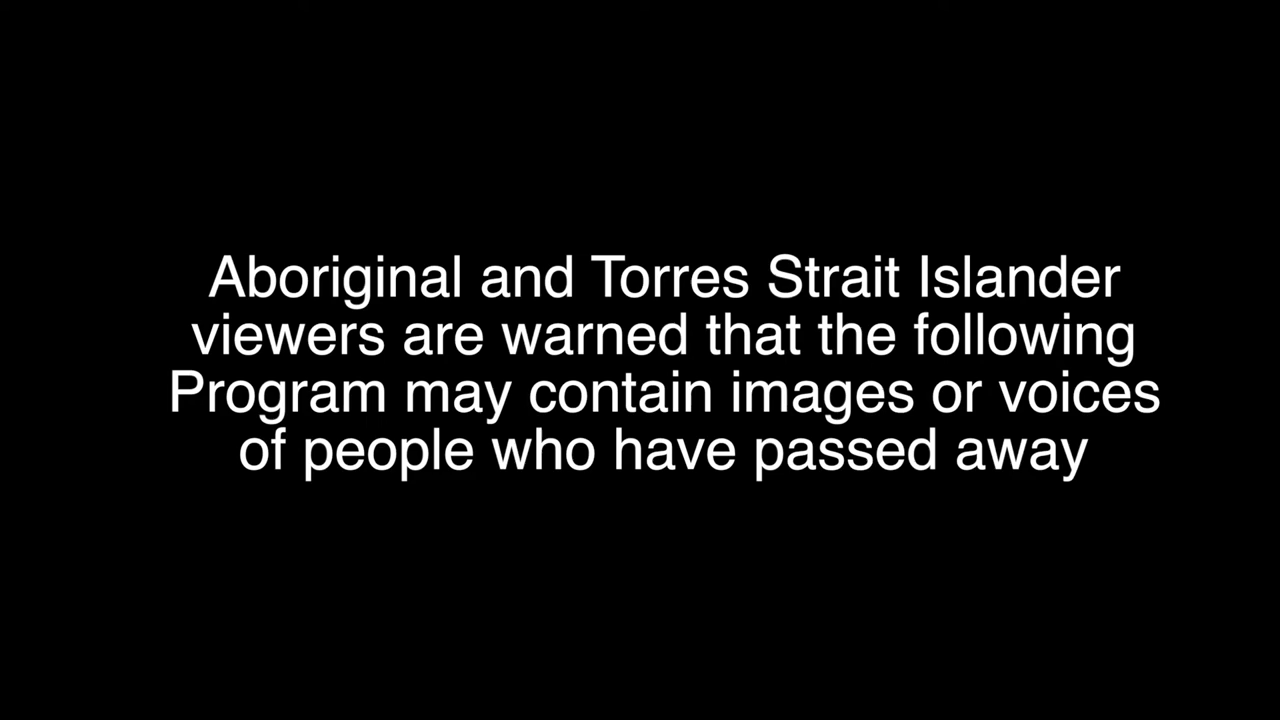 Aboriginal and Torres Strait Islander
viewers are warned that the following
Program may contain images or voices
of people who have passed away